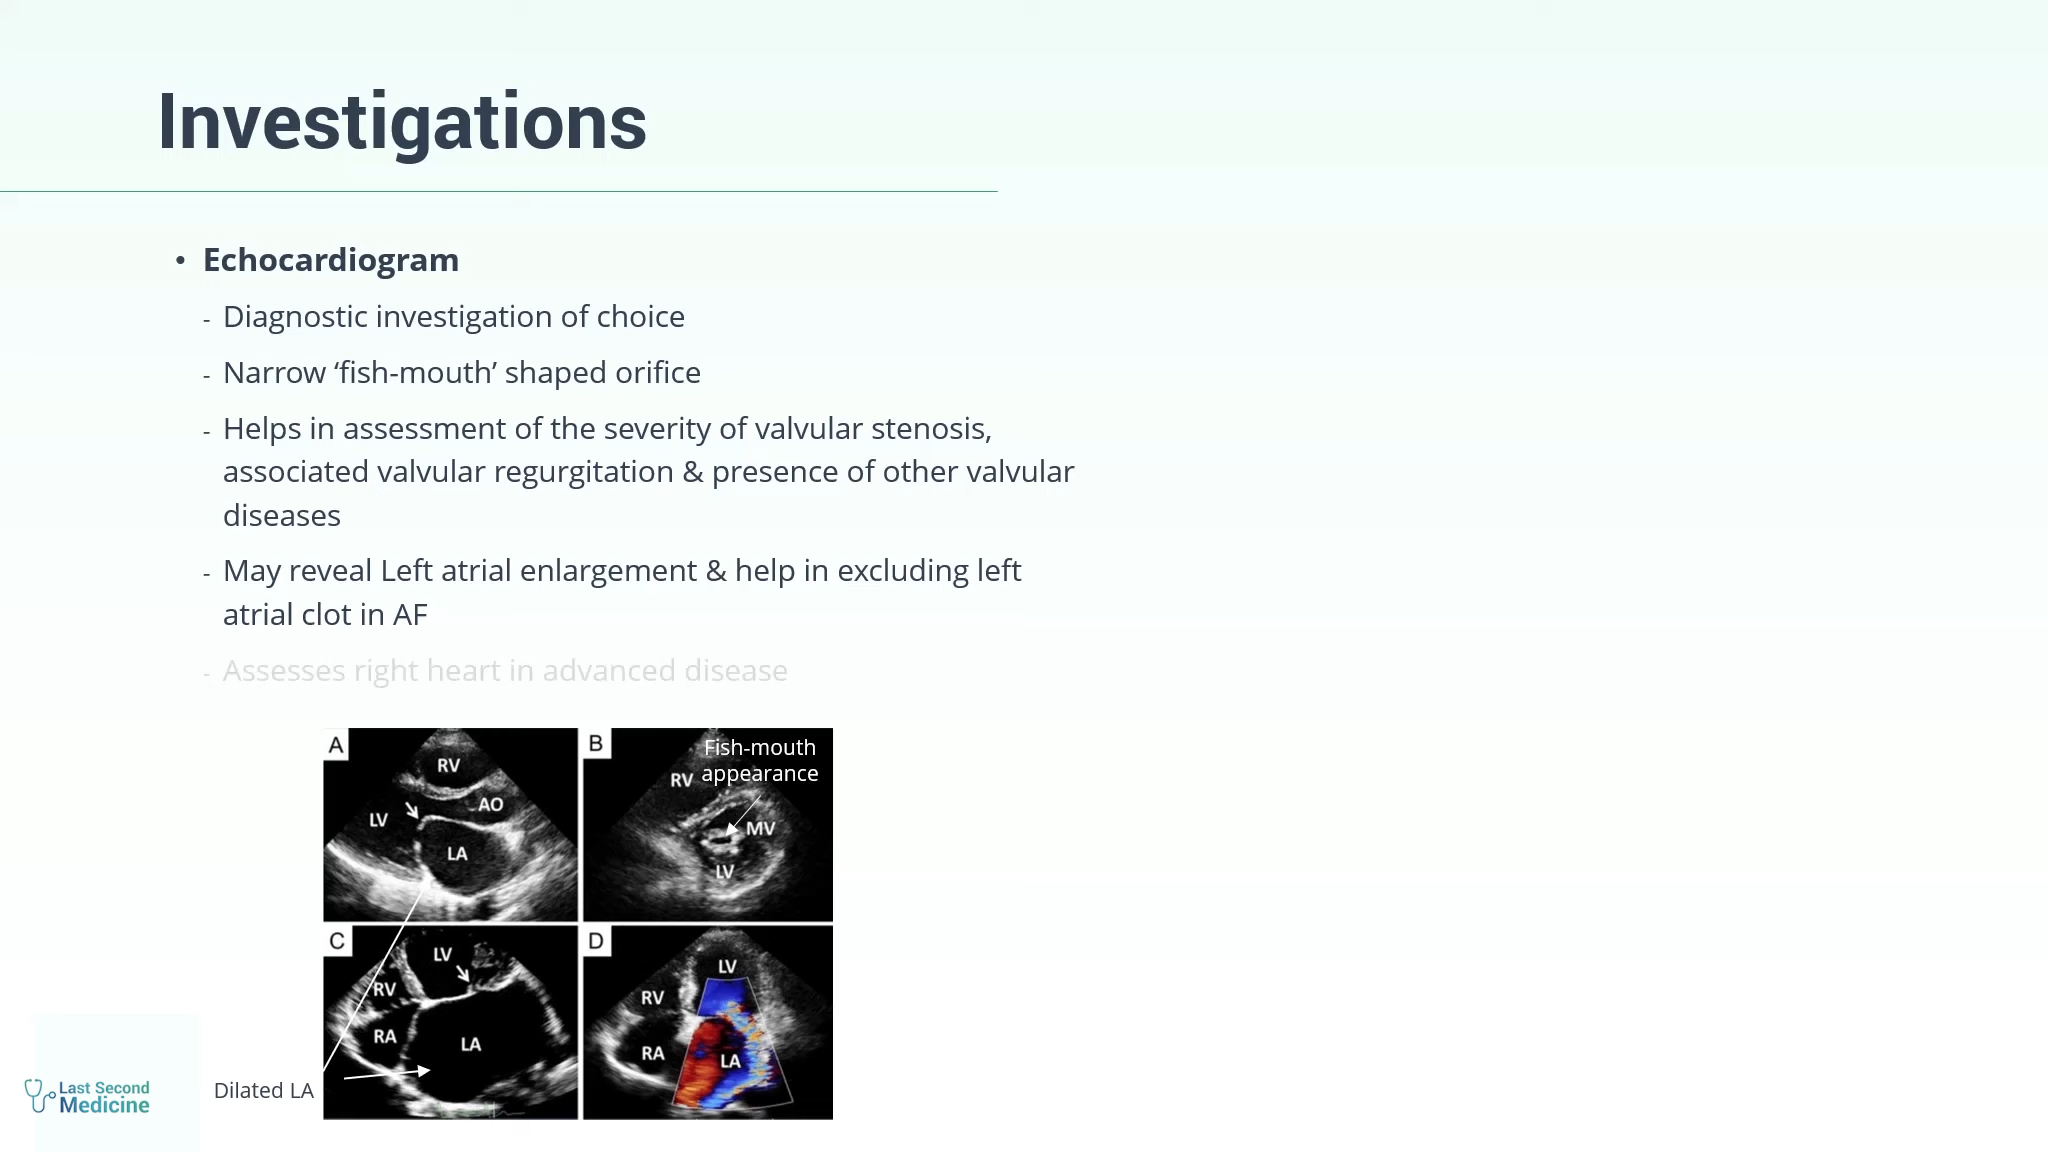 Investigations
• Echocardiogram
- Diagnostic investigation of choice
- Narrow ‘fish-mouth’ shaped orifice
- Helps in assessment of the severity of valvular stenosis,
associated valvular regurgitation & presence of other valvular
diseases
- May reveal Left atrial enlargement & help in excluding left
atrial clot in AF
- Assesses right heart in advanced disease
A
RV
AO
LV
LA
B
Fish-mouth
appearance
RV
MV
LV
C
LV
RV
RA
LA
D
LV
RV
RA
LA
Dilated LA
Last Second
Medicine